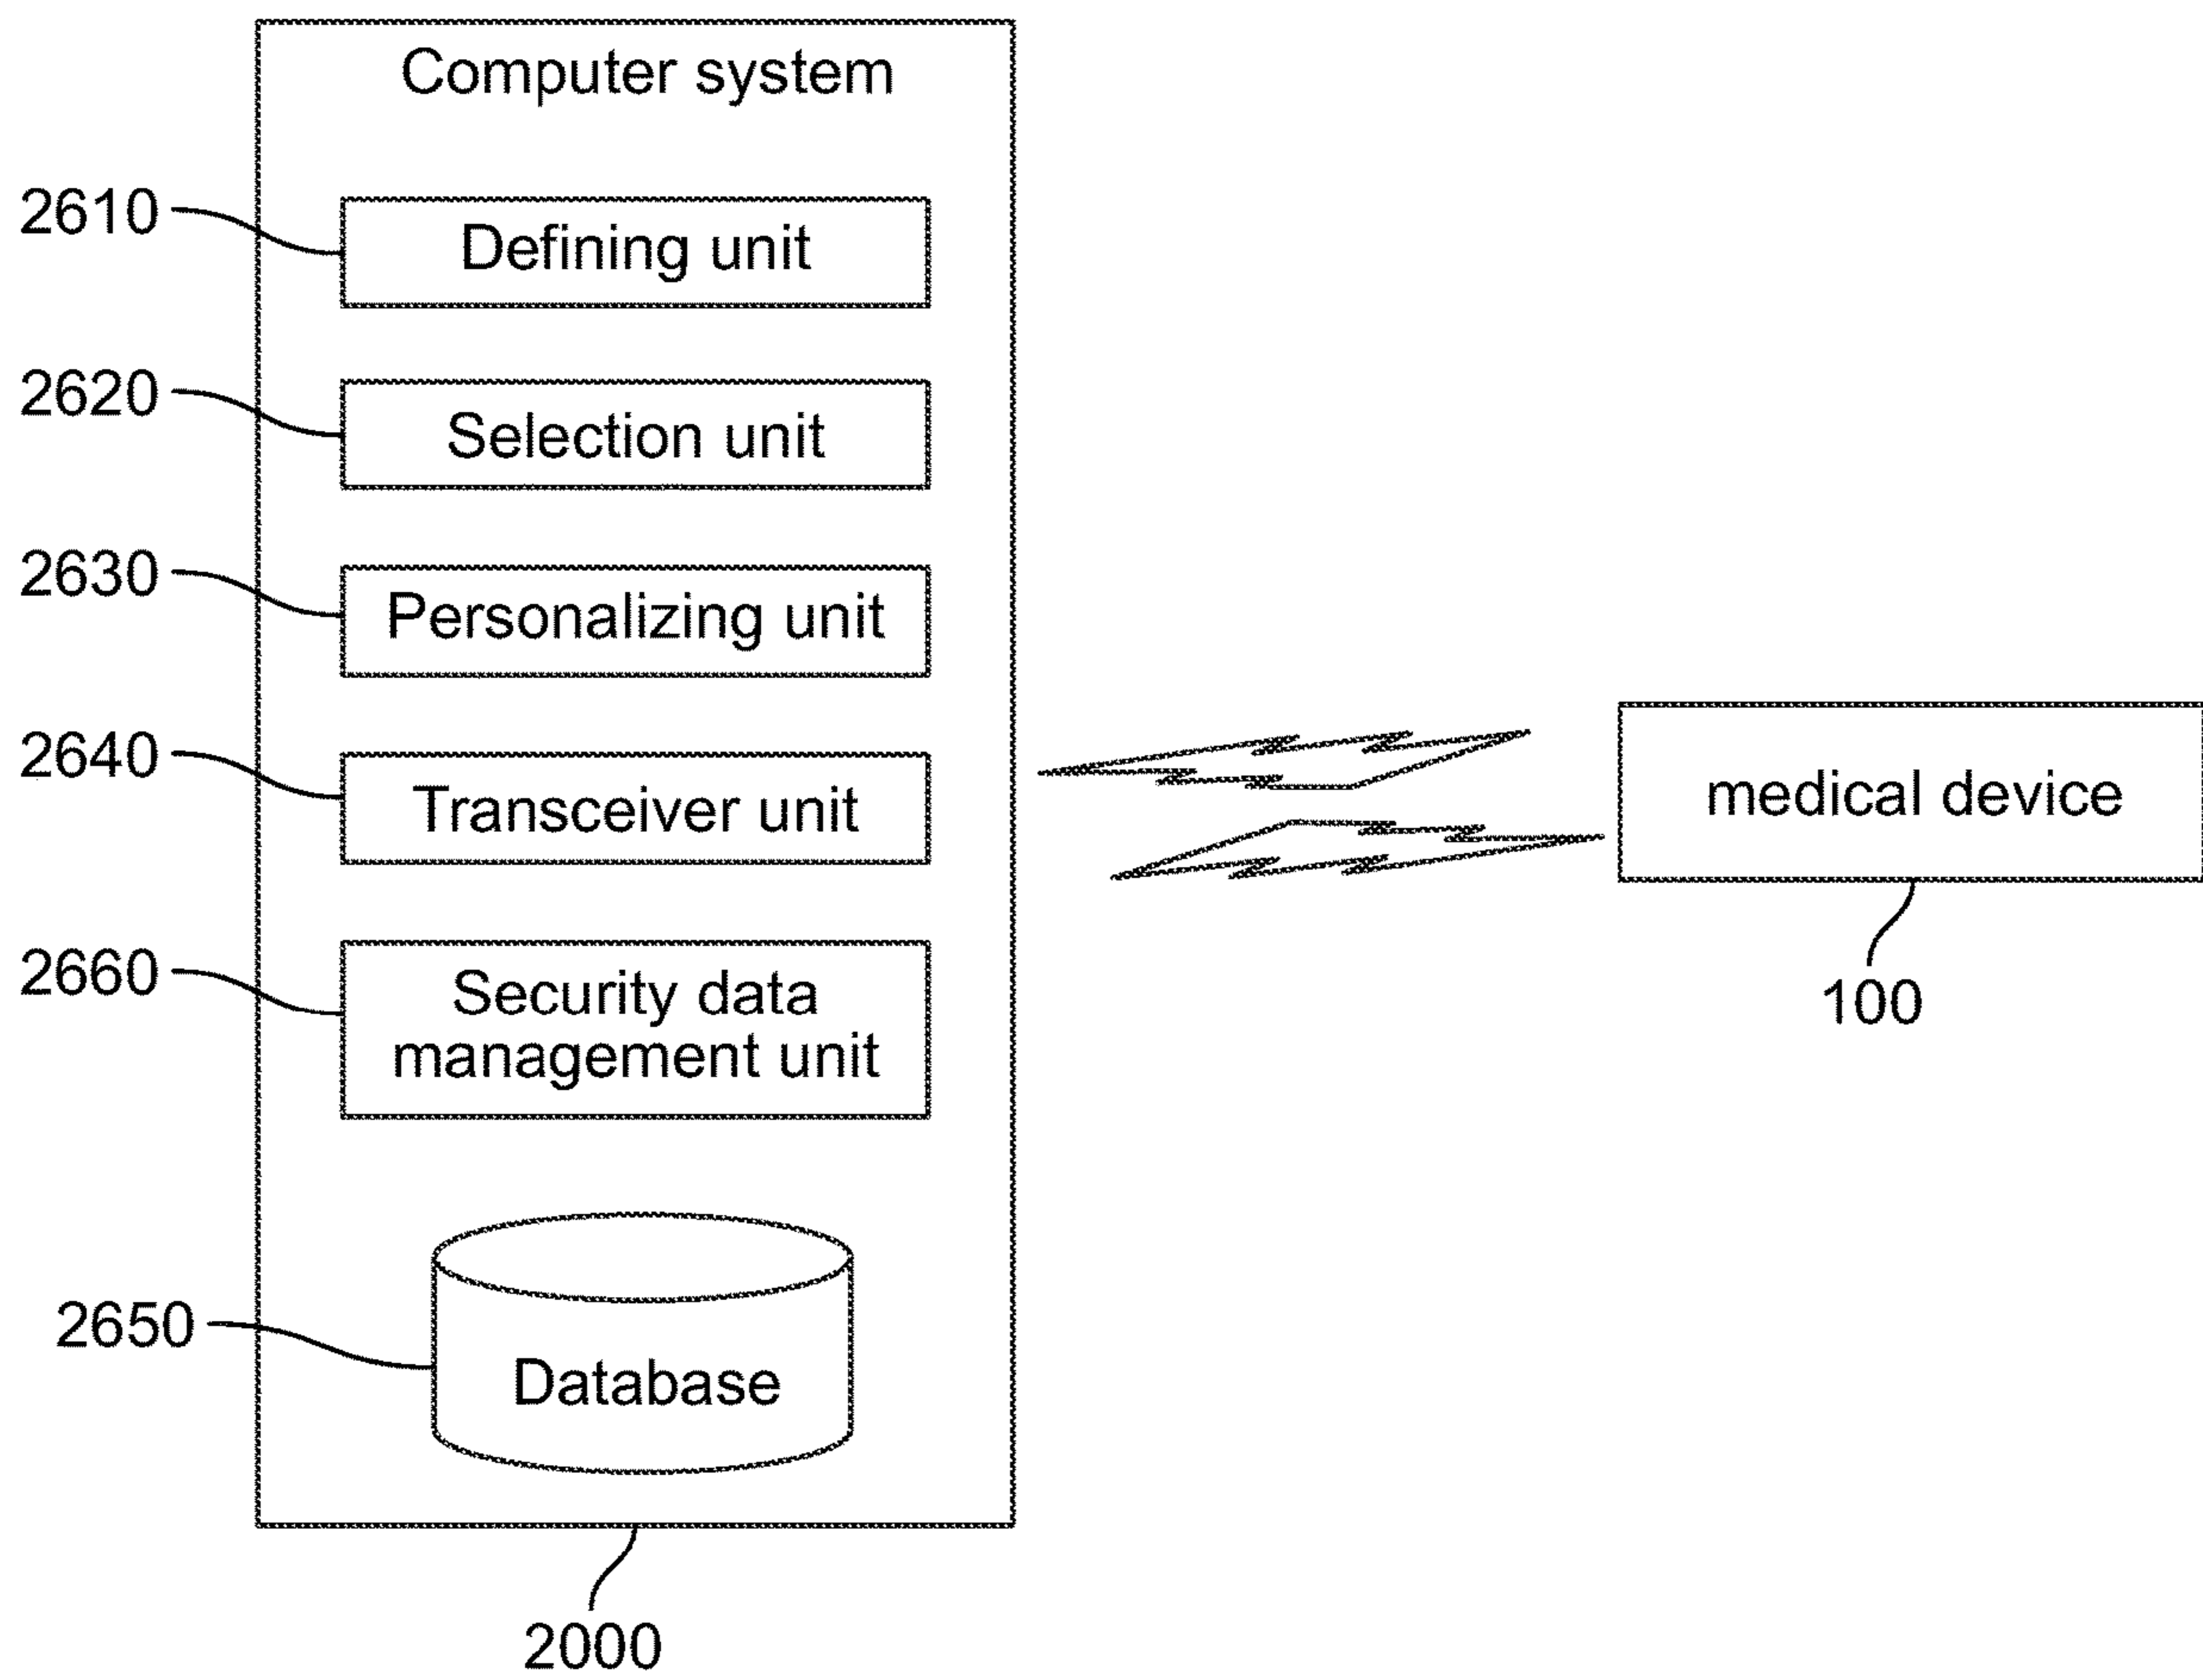 Computer system
2610
Defining unit
2620
Selection unit
2630
Personalizing unit
2640
Transceiver unit
medical device
100
2660
Security data
management unit
2650
Database
2000